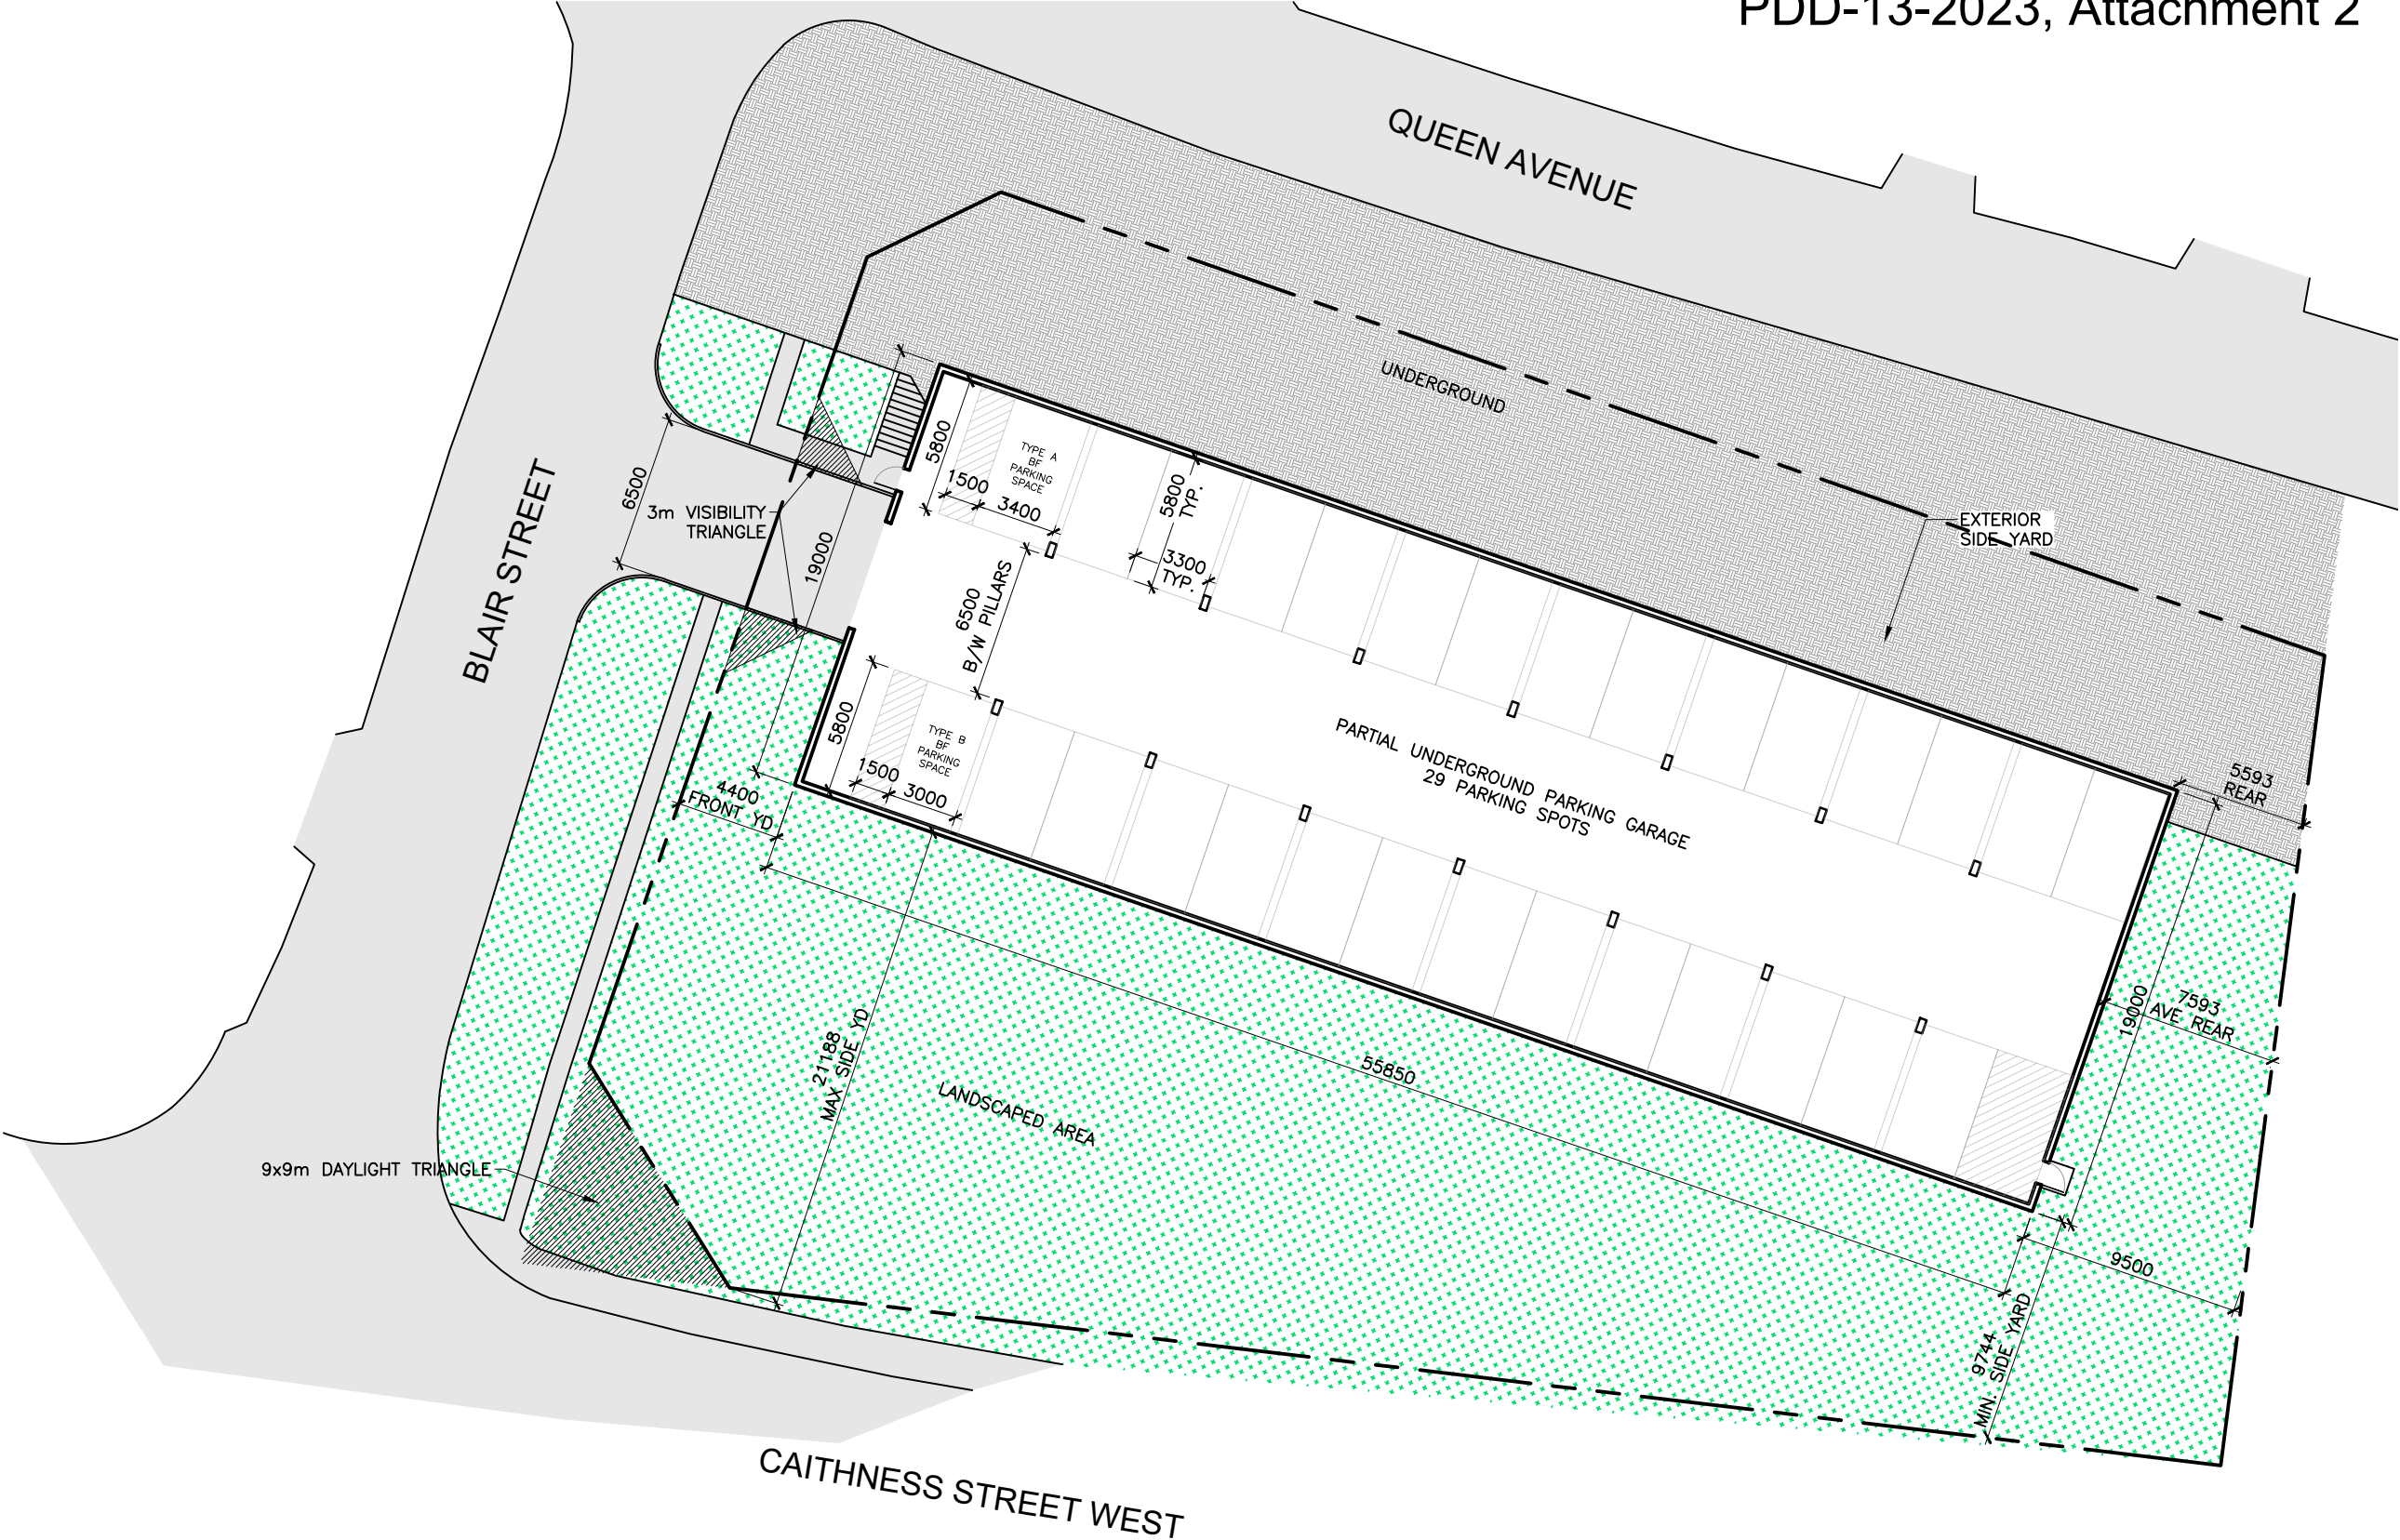 PDD-13-2023, Attachment 2
QUEEN AVENUE
UNDERGROUND
5800
TYPE A
BF
PARKING
SPACE
1500
3400
5800
TYP.
3300
TYP.
6500
3m VISIBILITY
TRIANGLE
19000
EXTERIOR
SIDE YARD
BLAIR STREET
6500
B/W PILLARS
5800
TYPE B
BF
PARKING
SPACE
1500
3000
4400
FRONT YD
PARTIAL UNDERGROUND PARKING GARAGE
29 PARKING SPOTS
5593
REAR
19000
7593
AVE REAR
21188
MAX SIDE YD
55850
LANDSCAPED AREA
9x9m DAYLIGHT TRIANGLE
9500
9744
MIN. SIDE YARD
CAITHNESS STREET WEST